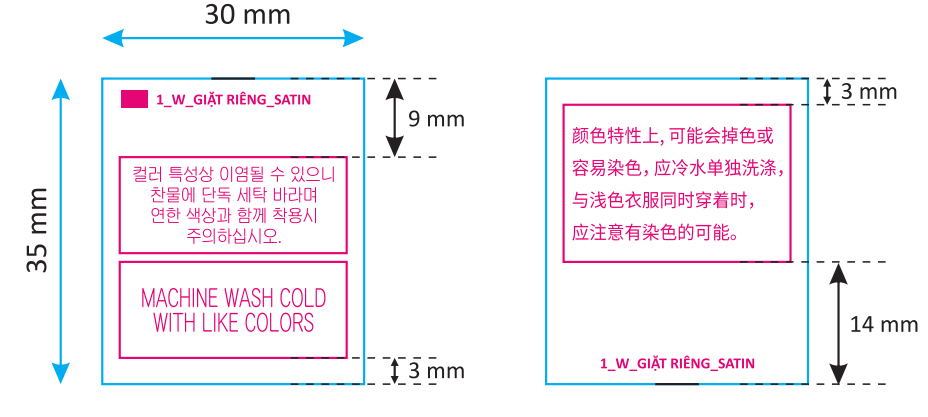 30 mm
35 mm
1_W_GIẶT RIÊNG_SATIN
9 mm
컬러 특성상 이염될 수 있으니
찬물에 단독 세탁 바라며
연한 색상과 함께 착용시
주의하십시오.
MACHINE WASH COLD
WITH LIKE COLORS
3 mm
3 mm
颜色特性上, 可能会掉色或
容易染色，应冷水单独洗涤，
与浅色衣服同时穿着时，
应注意有染色的可能。
14 mm
1_W_GIẶT RIÊNG_SATIN